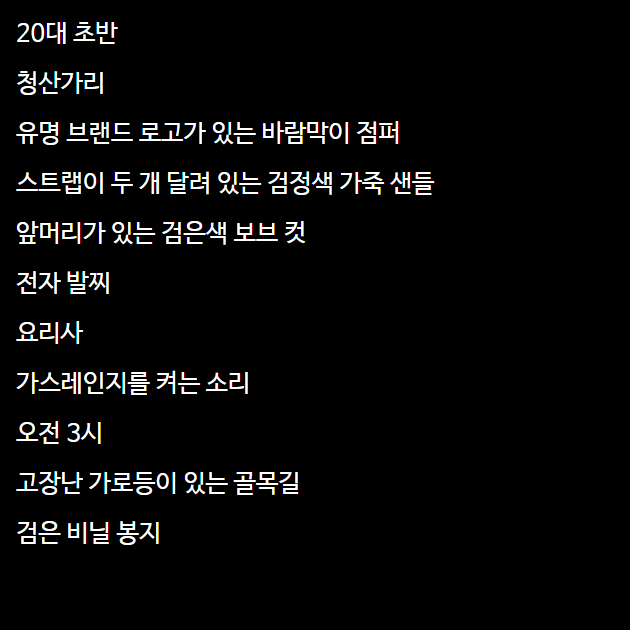 20대 초반
청산가리
유명 브랜드 로고가 있는 바람막이 점퍼
스트랩이 두 개 달려 있는 검정색 가죽 샌들
앞머리가 있는 검은색 보브 컷
전자 발찌
요리사
가스레인지를 켜는 소리
오전 3시
고장난 가로등이 있는 골목길
검은 비닐 봉지